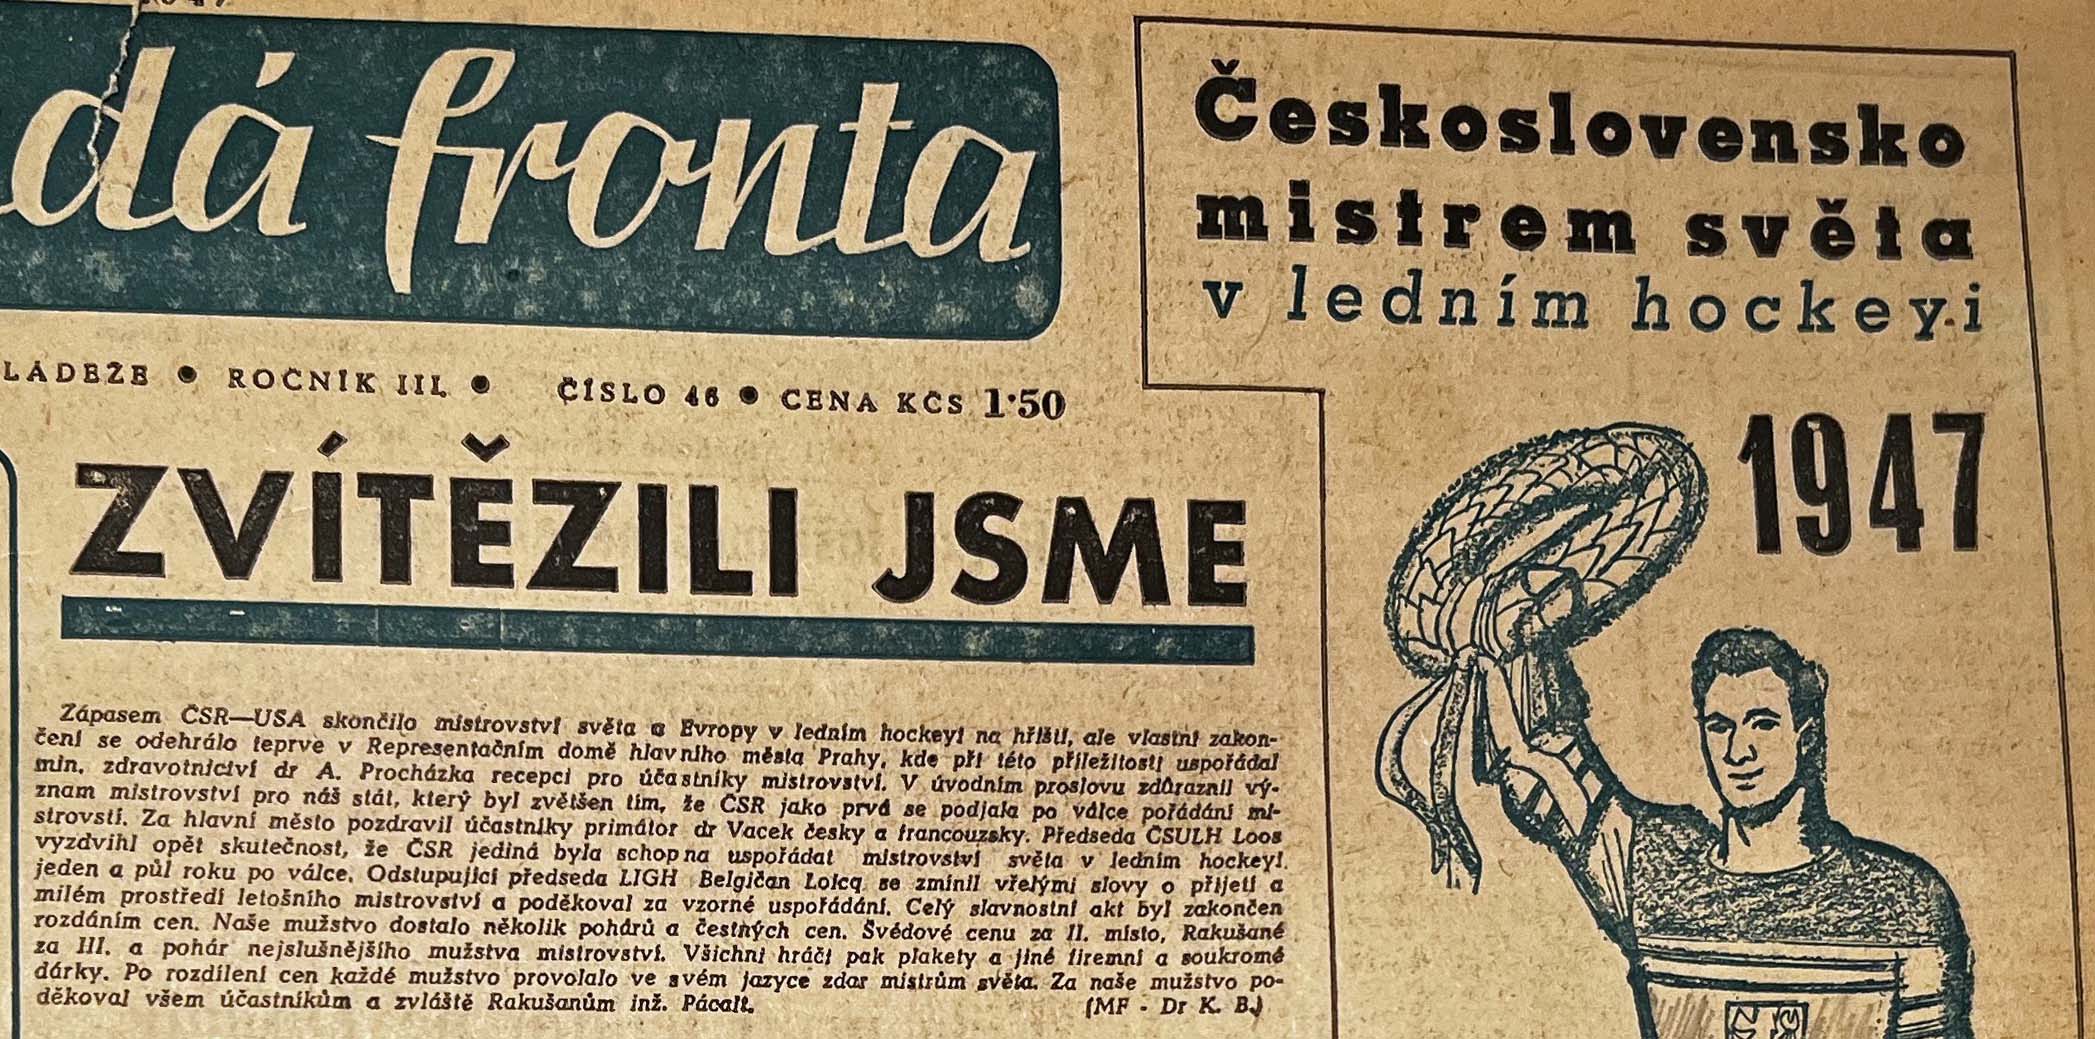 dá fronta
LÁDEŽE ● ROČNÍK III. ● ČÍSLO 46 ● CENA KČS 1·50
ZVÍTĚZILI JSME
Zápasem ČSR—USA skončilo mistrovství světa a Evropy v ledním hockeyi na hřišti, ale vlastní zakon-
čení se odehrálo teprve v Representačním domě hlavního města Prahy, kde při této příležitosti uspořádal
min. zdravotnictví dr A. Procházka recepci pro účastníky mistrovství. V úvodním proslovu zdůraznil vý-
znam mistrovství pro náš stát, který byl zvětšen tím, že ČSR jako prvá se podjala po válce pořádání mi-
strovství. Za hlavní město pozdravil účastníky primátor dr Vacek česky a francouzsky. Předseda ČSULH Loos
vyzdvihl opět skutečnost, že ČSR jediná byla schopna uspořádat mistrovství světa v ledním hockeyi.
jeden a půl roku po válce. Odstupující předseda LIGH Belgičan Loicq se zmínil vřelými slovy o přijetí a
milém prostředí letošního mistrovství a poděkoval za vzorné uspořádání. Celý slavnostní akt byl zakončen
rozdáním cen. Naše mužstvo dostalo několik pohárů a čestných cen. Švédové cenu za II. místo, Rakušané
za III. a pohár nejslušnějšího mužstva mistrovství. Všichni hráči pak plakety a jiné firemní a soukromé
dárky. Po rozdílení cen každé mužstvo provolalo ve svém jazyce zdar mistrům světa. Za naše mužstvo po-
děkoval všem účastníkům a zvláště Rakušanům inž. Pácalt. (MF - Dr K. B.)
Československo
mistrem světa
v ledním hockeyi
1947